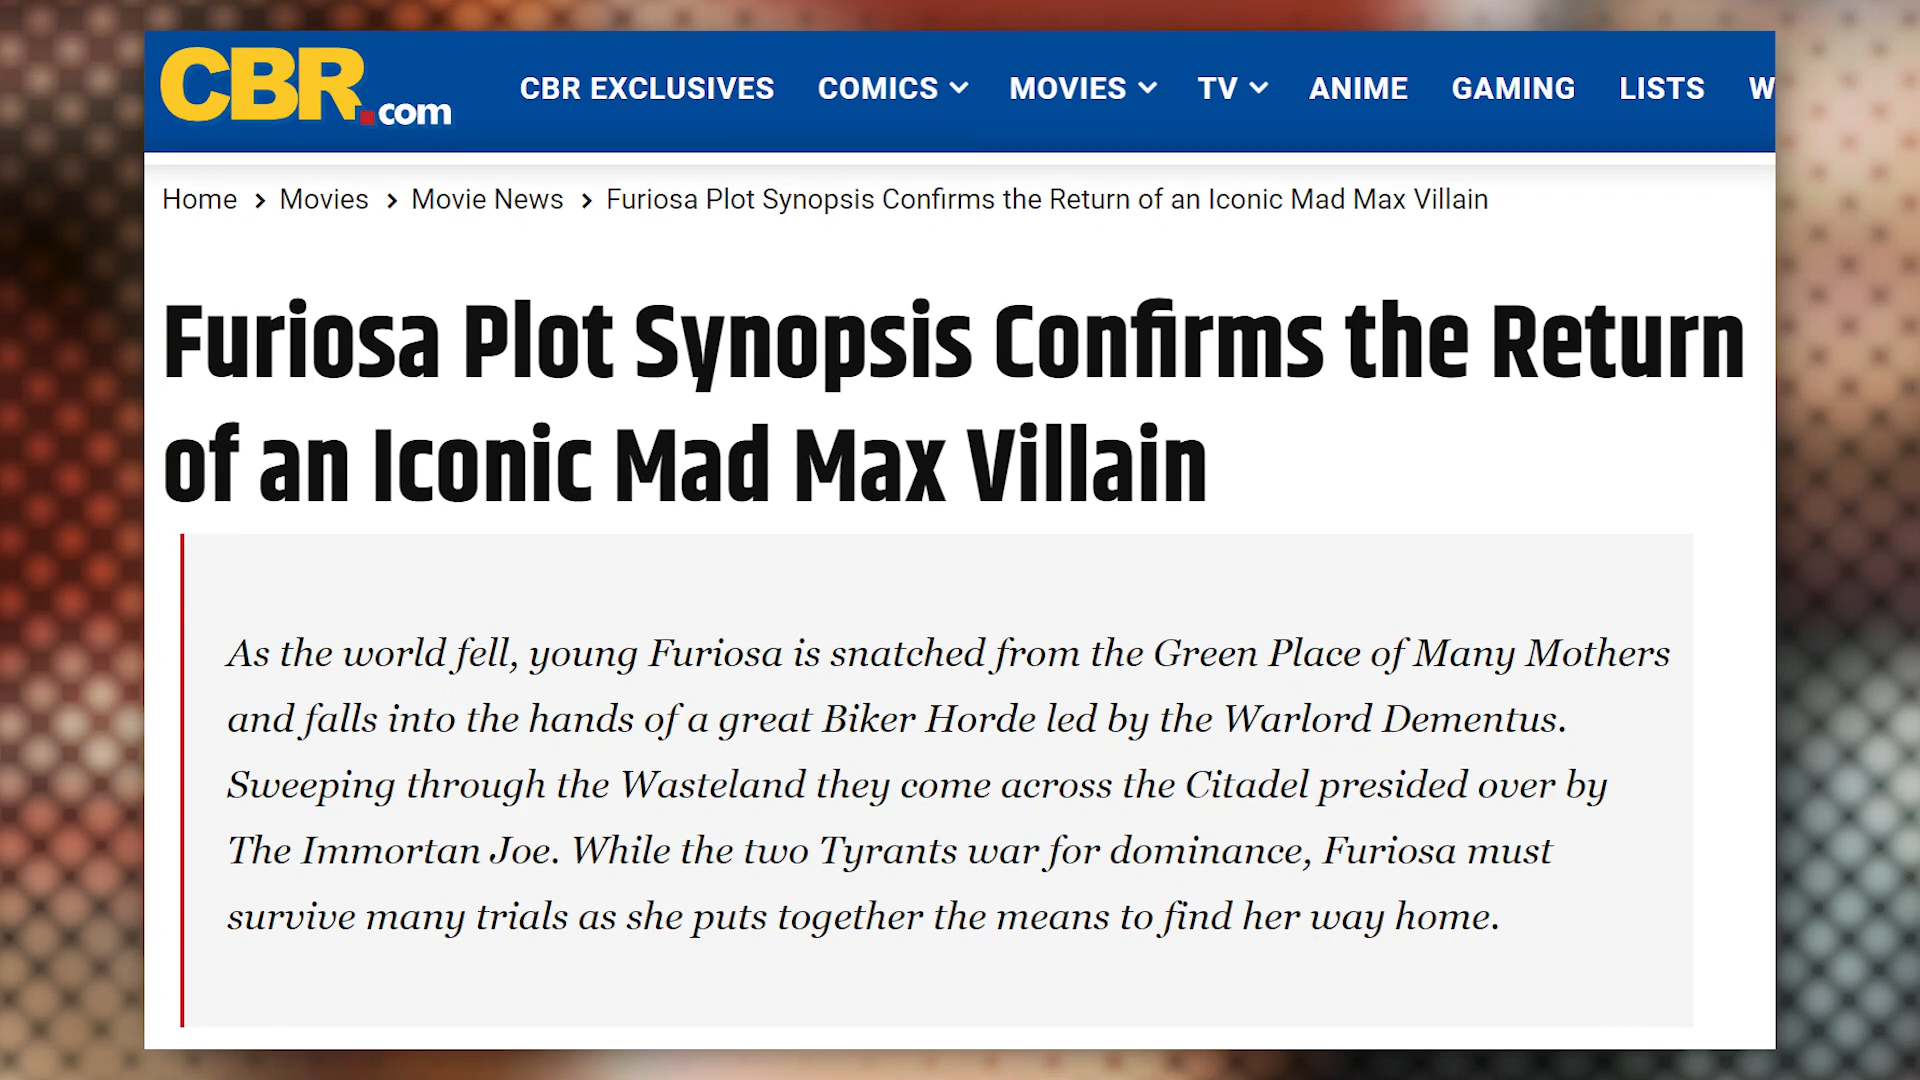 CBR.com
CBR EXCLUSIVES COMICS MOVIES TV ANIME GAMING LISTS W
Home > Movies > Movie News > Furiosa Plot Synopsis Confirms the Return of an Iconic Mad Max Villain
Furiosa Plot Synopsis Confirms the Return
of an Iconic Mad Max Villain
As the world fell, young Furiosa is snatched from the Green Place of Many Mothers
and falls into the hands of a great Biker Horde led by the Warlord Dementus.
Sweeping through the Wasteland they come across the Citadel presided over by
The Immortan Joe. While the two Tyrants war for dominance, Furiosa must
survive many trials as she puts together the means to find her way home.